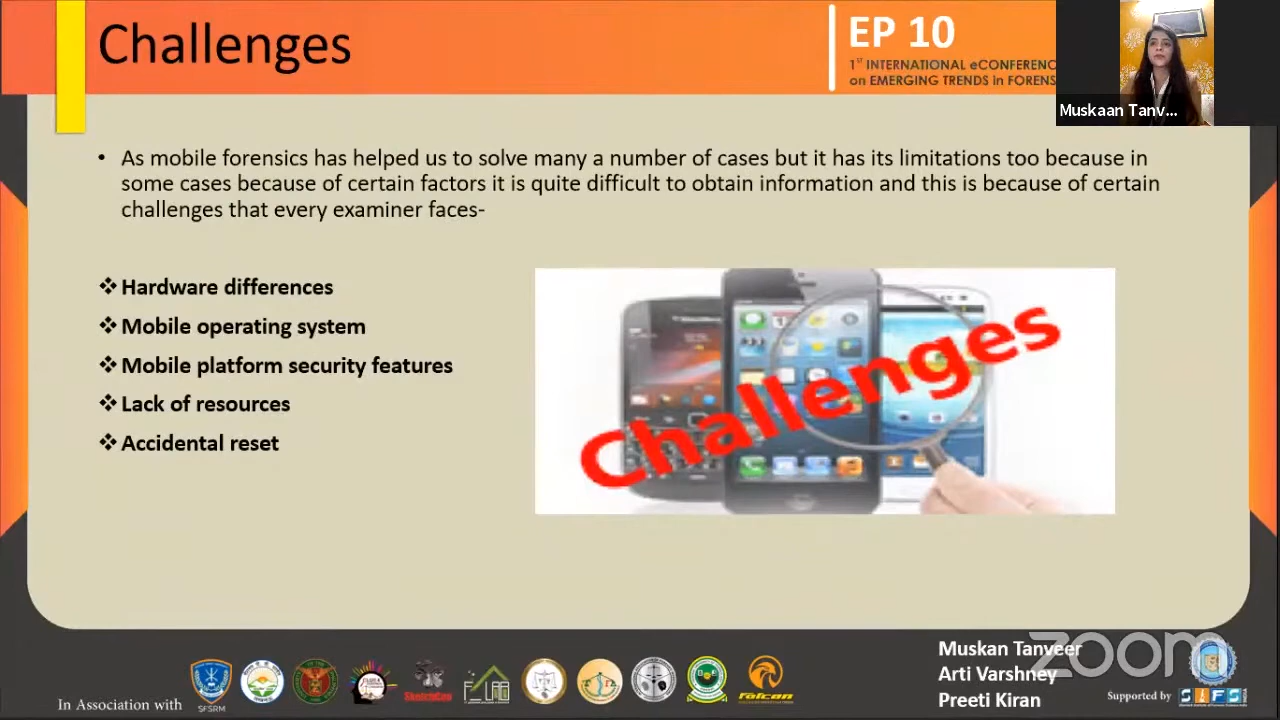 Challenges
EP 10
1ST INTERNATIONAL eCONFERENC
on EMERGING TRENDS in FORENS
Muskaan Tanv...
• As mobile forensics has helped us to solve many a number of cases but it has its limitations too because in
some cases because of certain factors it is quite difficult to obtain information and this is because of certain
challenges that every examiner faces-
❖ Hardware differences
❖ Mobile operating system
❖ Mobile platform security features
❖ Lack of resources
❖ Accidental reset
Challenges
In Association with
SFSRM
falcon
Muskan Tanveer
Arti Varshney
Preeti Kiran
zoom
Supported by
SIFS